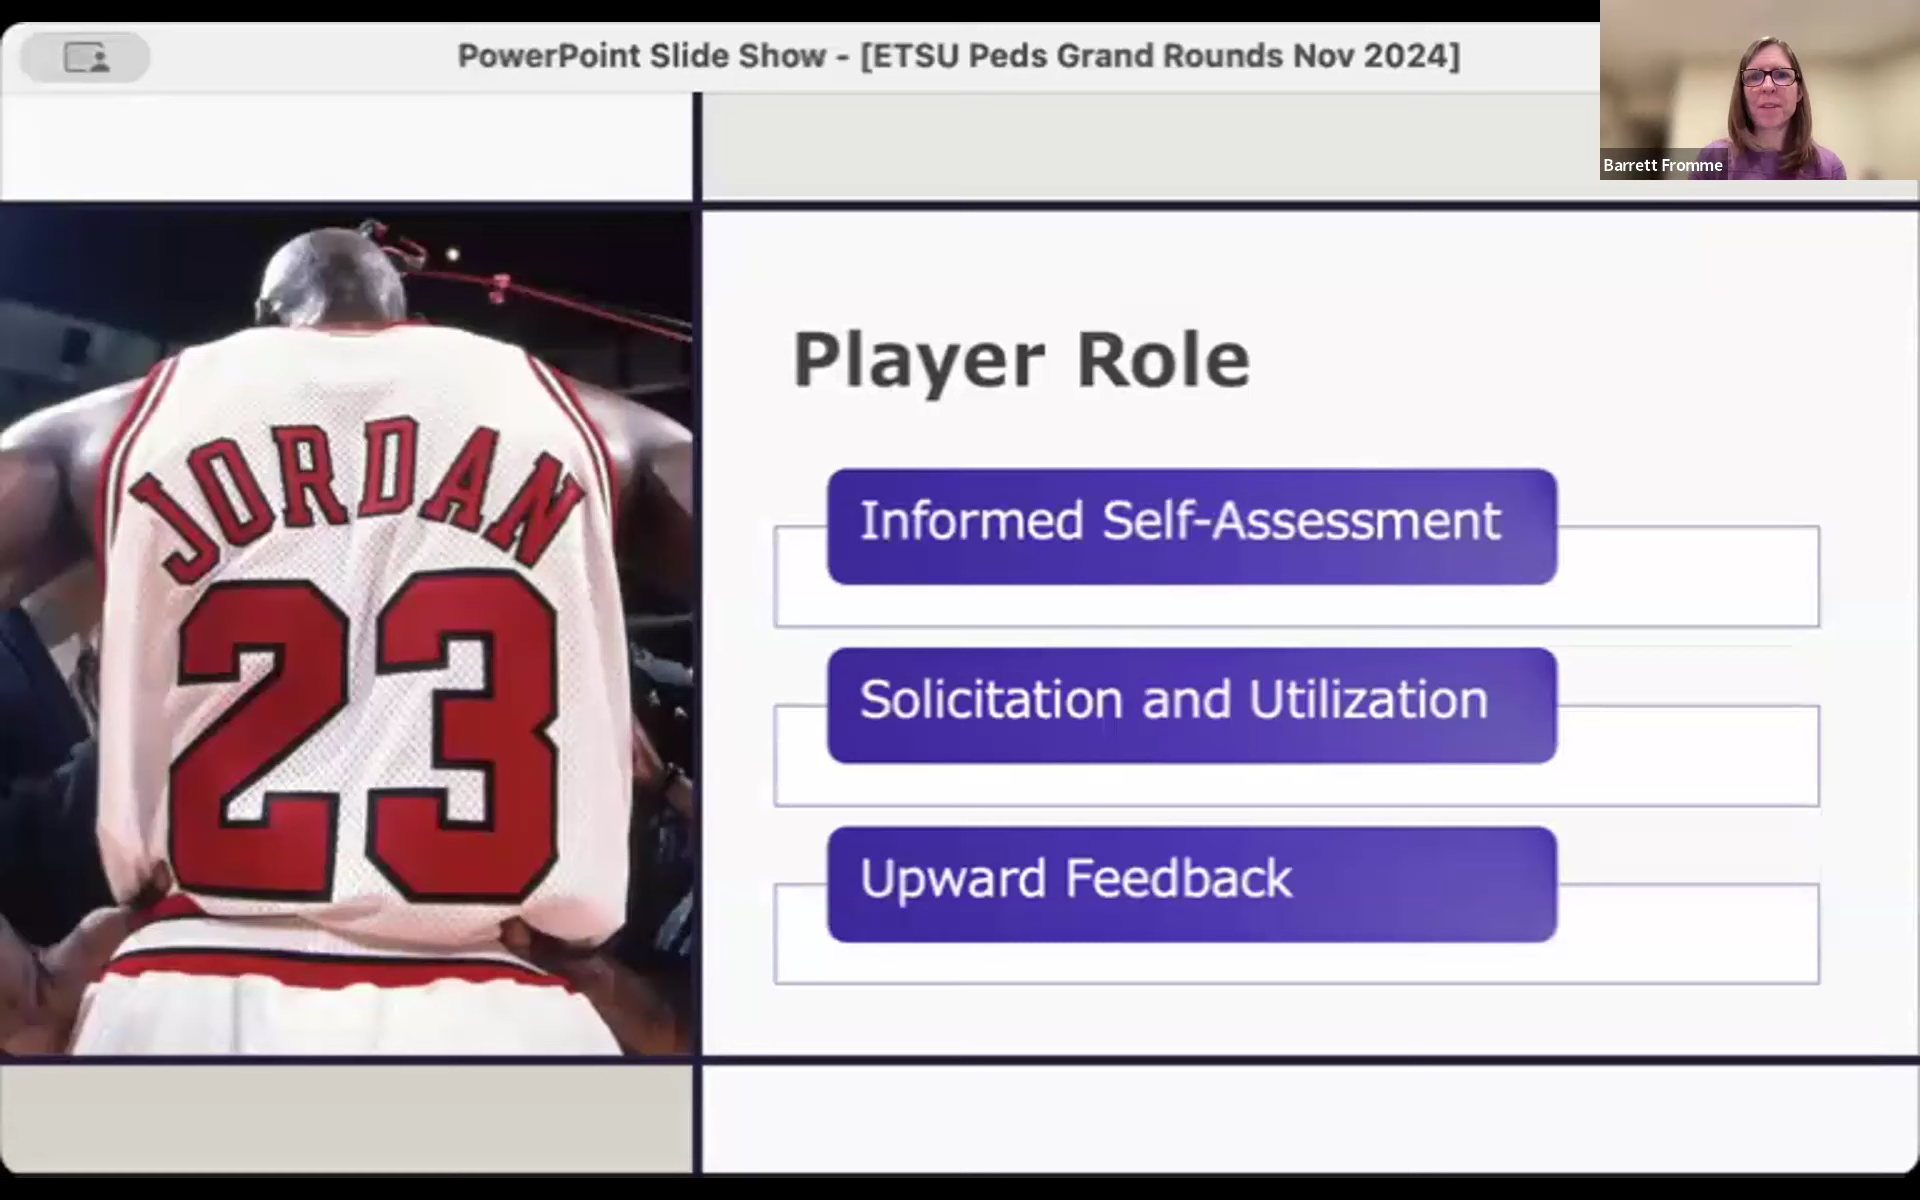 PowerPoint Slide Show - [ETSU Peds Grand Rounds Nov 2024]
Barrett Fromme
JORDAN
23
Player Role
Informed Self-Assessment
Solicitation and Utilization
Upward Feedback